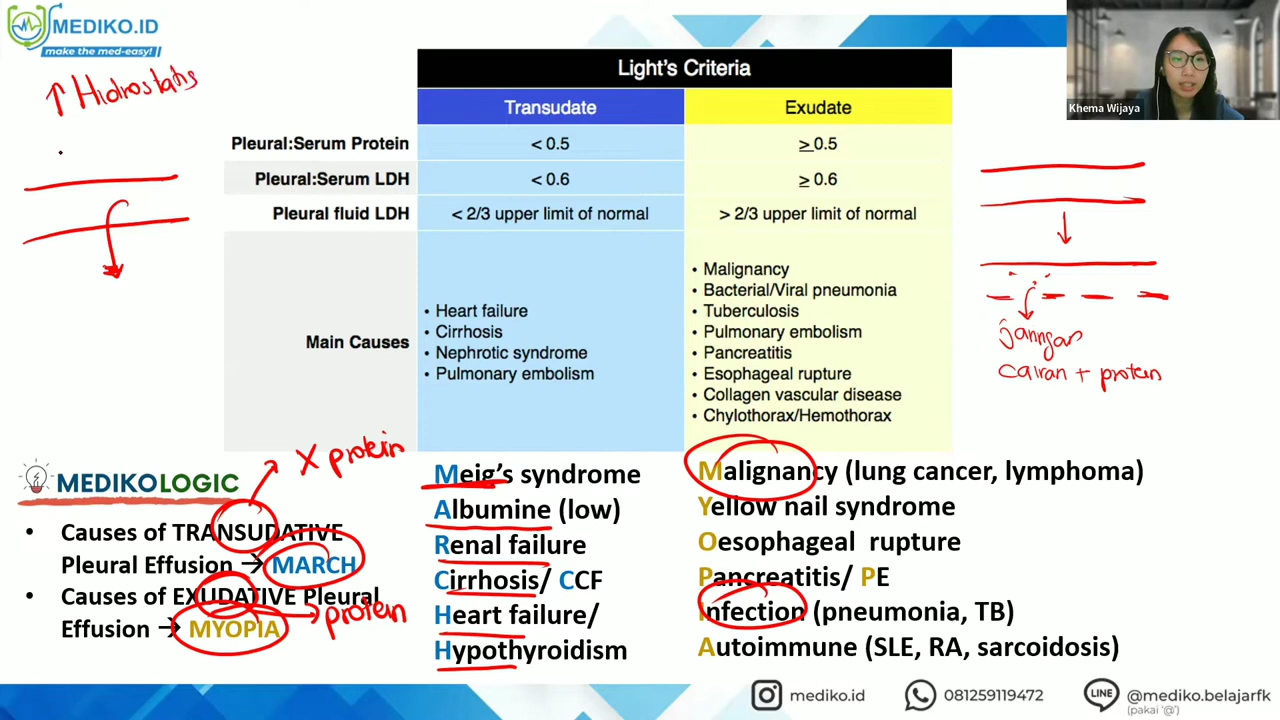 MEDIKO.ID
make the med-easy!
↑ Hidrostatis
Khema Wijaya
Light's Criteria
Transudate
Exudate
Pleural:Serum Protein
< 0.5
≥ 0.5
Pleural:Serum LDH
< 0.6
≥ 0.6
Pleural fluid LDH
< 2/3 upper limit of normal
> 2/3 upper limit of normal
Main Causes
• Heart failure
• Cirrhosis
• Nephrotic syndrome
• Pulmonary embolism
• Malignancy
• Bacterial/Viral pneumonia
• Tuberculosis
• Pulmonary embolism
• Pancreatitis
• Esophageal rupture
• Collagen vascular disease
• Chylothorax/Hemothorax
cairan + protein
X protein
MEDIKOLOGIC
• Causes of TRANSUDATIVE
Pleural Effusion → MARCH
• Causes of EXUDATIVE Pleural
Effusion → MYOPIA
protein
Meig's syndrome
Albumine (low)
Renal failure
Cirrhosis/ CCF
Heart failure/
Hypothyroidism
Malignancy (lung cancer, lymphoma)
Yellow nail syndrome
Oesophageal rupture
Pancreatitis/ PE
Infection (pneumonia, TB)
Autoimmune (SLE, RA, sarcoidosis)
mediko.id
081259119472
LINE
@mediko.belajarfk
(pakai '@')